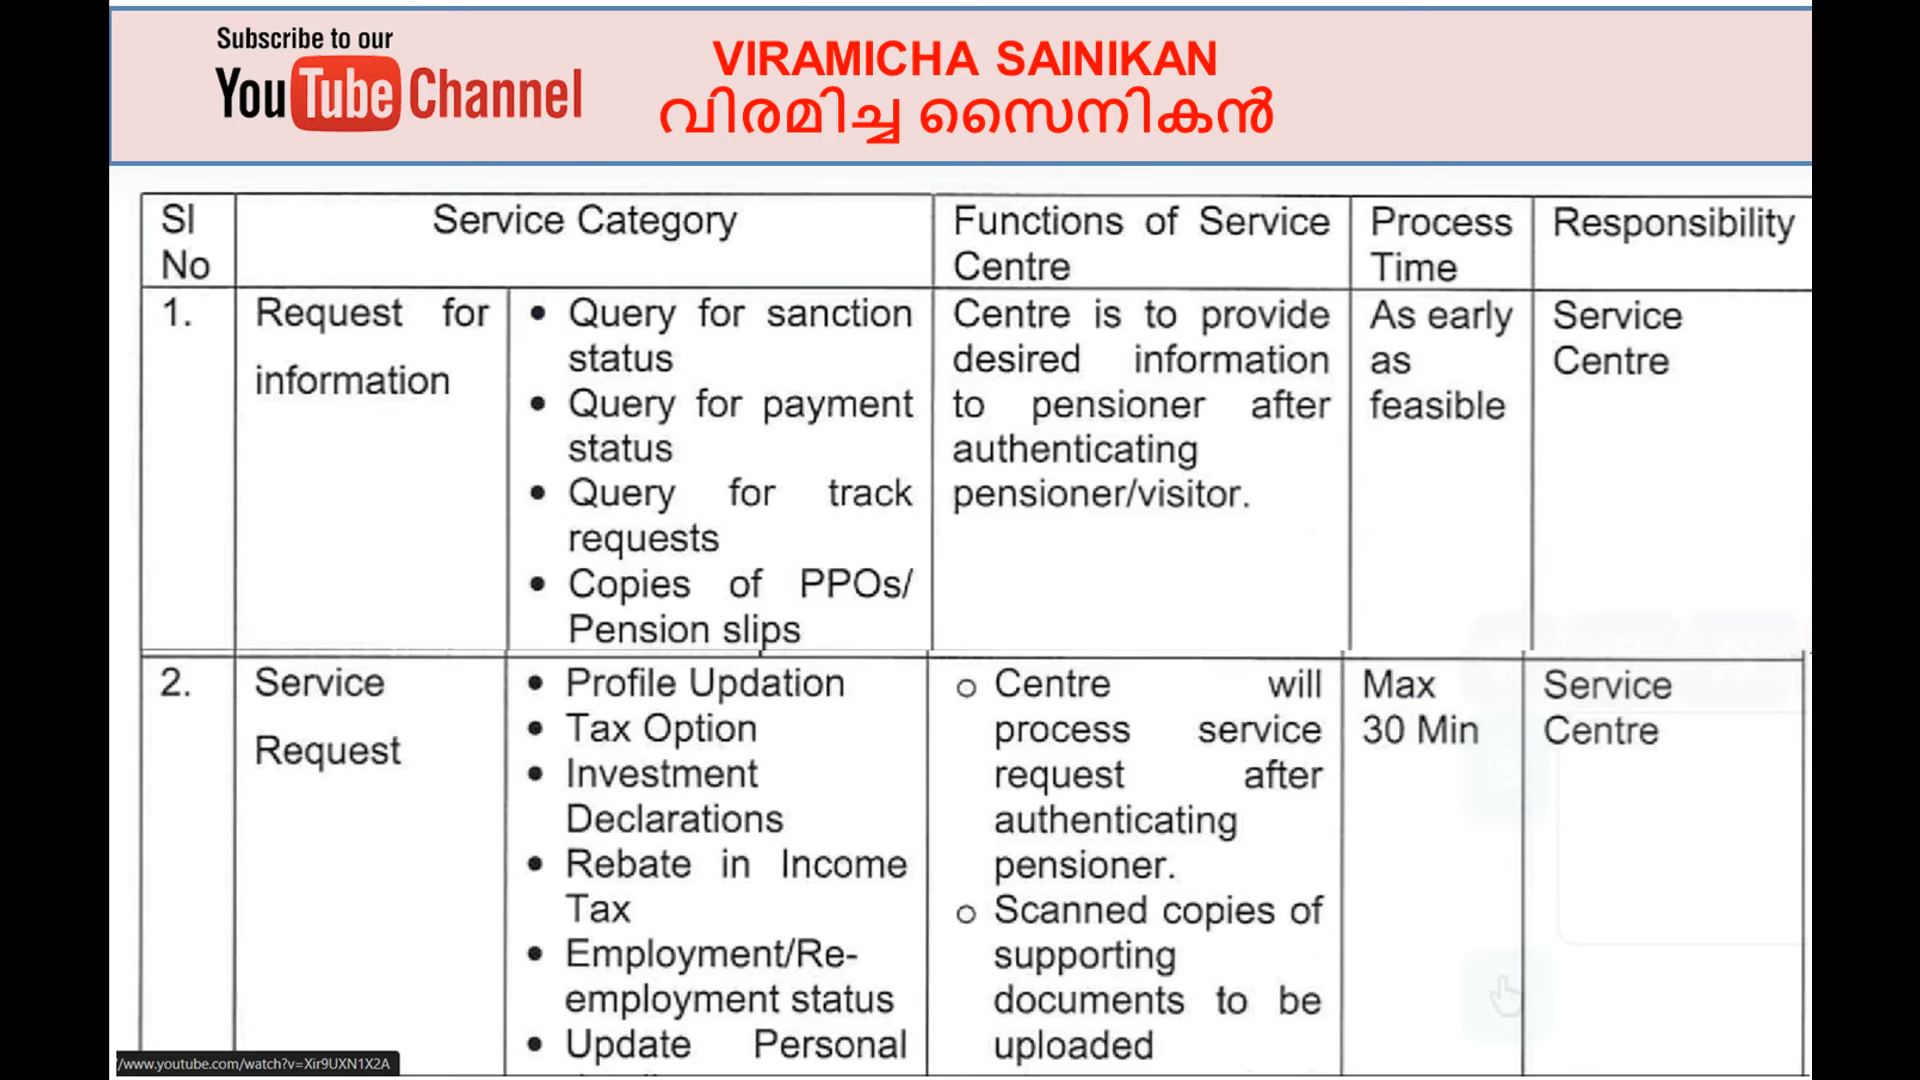 Subscribe to our
YouTube Channel
VIRAMICHA SAINIKAN
വിരമിച്ച സൈനികൻ
Sl No
Service Category
Functions of Service Centre
Process Time
Responsibility
1.
Request for
information
• Query for sanction
status
• Query for payment
status
• Query for track
requests
• Copies of PPOs/
Pension slips
Centre is to provide
desired information
to pensioner after
authenticating
pensioner/visitor.
As early
as
feasible
Service
Centre
2.
Service
Request
• Profile Updation
• Tax Option
• Investment
Declarations
• Rebate in Income
Tax
• Employment/Re-
employment status
• Update Personal
o Centre will
process service
request after
authenticating
pensioner.
o Scanned copies of
supporting
documents to be
uploaded
Max
30 Min
Service
Centre
/www.youtube.com/watch?v=Xir9UXN1X2A